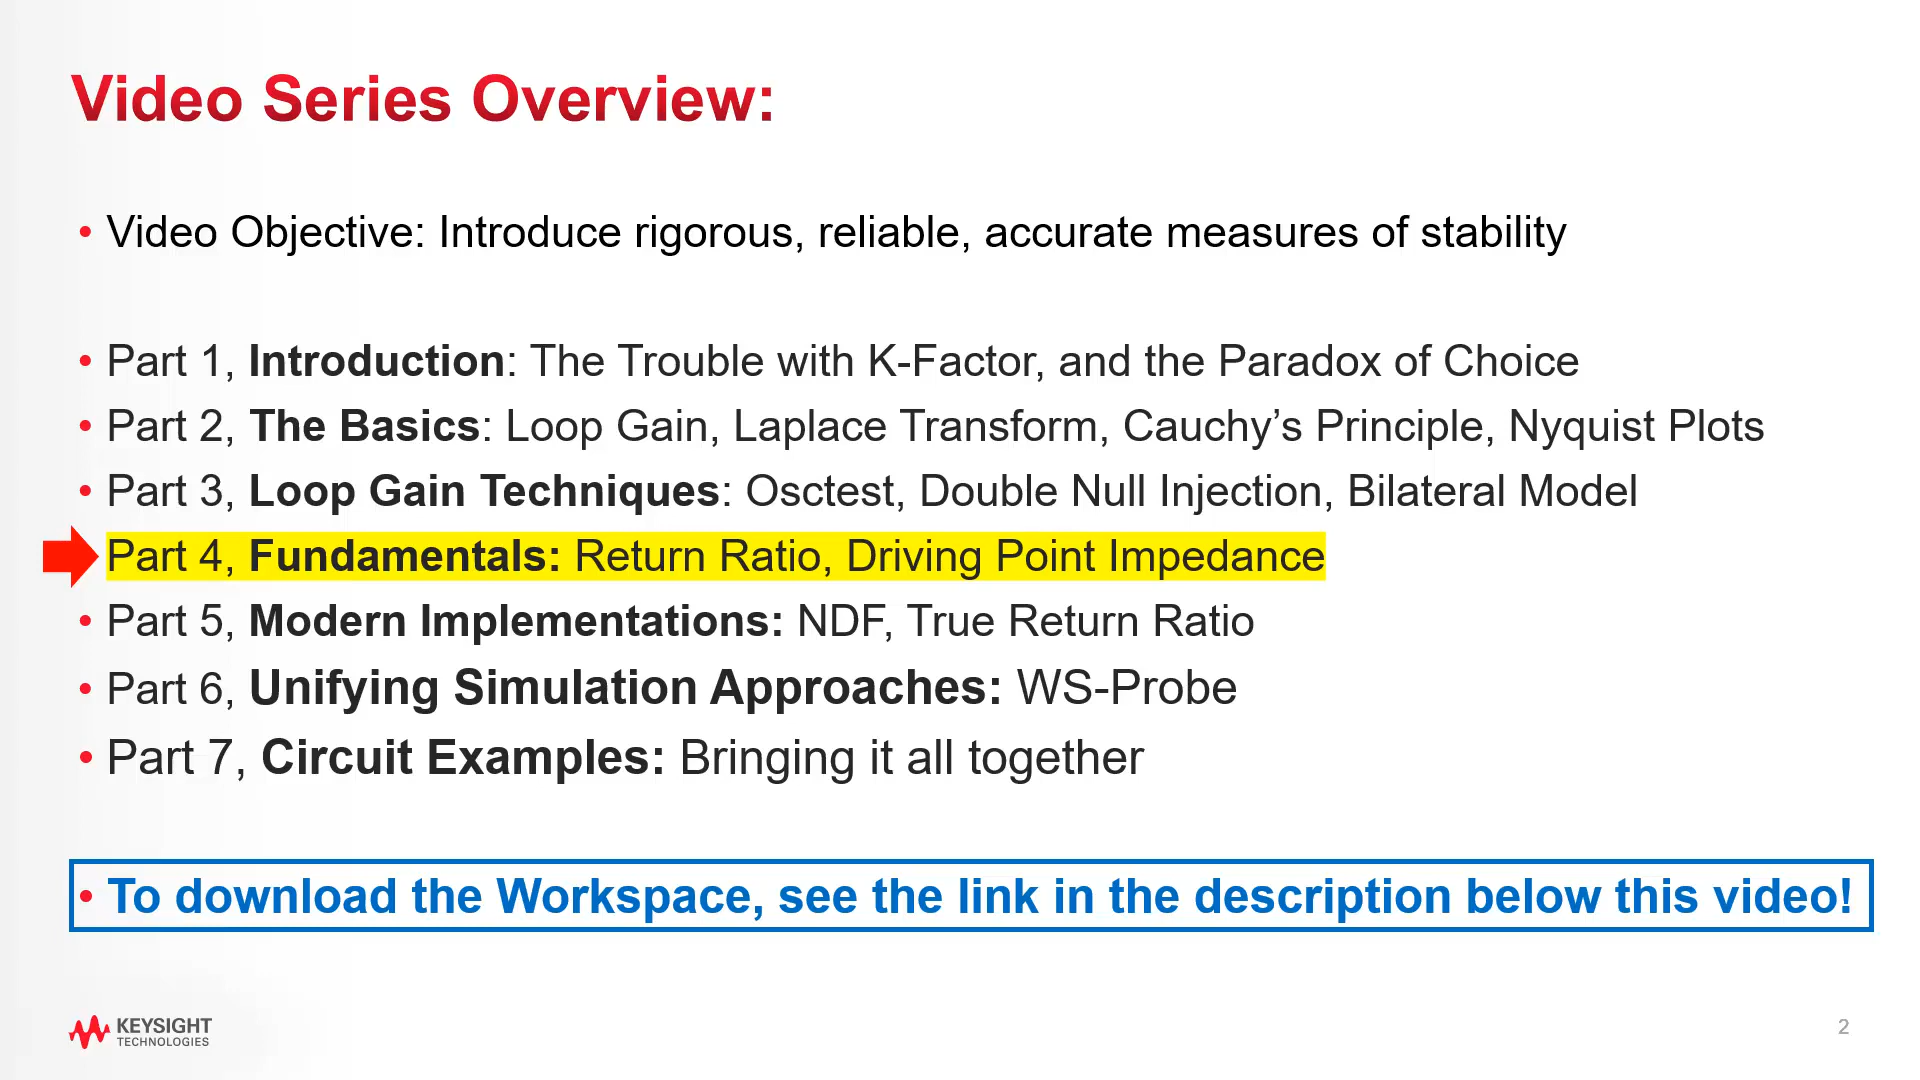 Video Series Overview:
• Video Objective: Introduce rigorous, reliable, accurate measures of stability
• Part 1, Introduction: The Trouble with K-Factor, and the Paradox of Choice
• Part 2, The Basics: Loop Gain, Laplace Transform, Cauchy’s Principle, Nyquist Plots
• Part 3, Loop Gain Techniques: Osctest, Double Null Injection, Bilateral Model
Part 4, Fundamentals: Return Ratio, Driving Point Impedance
• Part 5, Modern Implementations: NDF, True Return Ratio
• Part 6, Unifying Simulation Approaches: WS-Probe
• Part 7, Circuit Examples: Bringing it all together
• To download the Workspace, see the link in the description below this video!
KEYSIGHT
TECHNOLOGIES
2